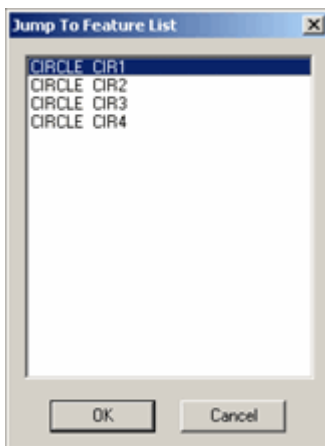 Jump To Feature List
CIRCLE CIR1
CIRCLE CIR2
CIRCLE CIR3
CIRCLE CIR4
OK
Cancel